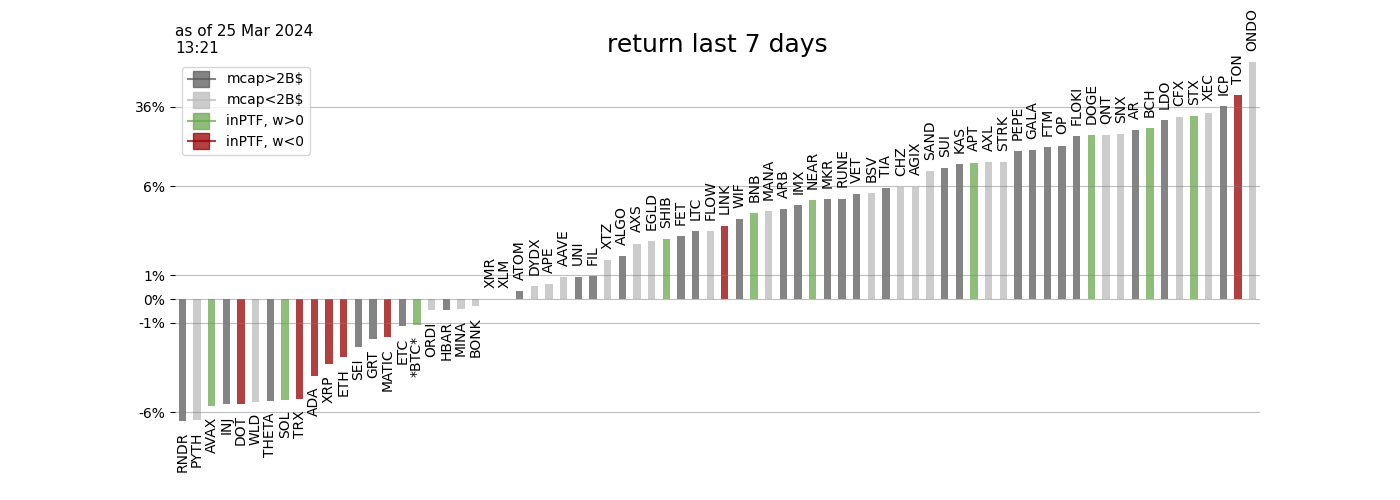 as of 25 Mar 2024
13:21
return last 7 days
mcap>2B$
mcap<2B$
inPTF, w>0
inPTF, w<0
36%
6%
1%
0%
-1%
-6%
RNDR
PYTH
AVAX
INJ
DOT
WLD
THETA
SOL
TRX
ADA
XRP
ETH
SEI
GRT
MATIC
ETC
*BTC*
ORDI
HBAR
MINA
BONK
XMR
XLM
ATOM
DYDX
APE
AAVE
UNI
FIL
XTZ
ALGO
AXS
EGLD
SHIB
FET
LTC
FLOW
LINK
WIF
BNB
MANA
ARB
IMX
NEAR
MKR
RUNE
VET
BSV
TIA
CHZ
AGIX
SAND
SUI
KAS
APT
AXL
STRK
PEPE
GALA
FTM
OP
FLOKI
DOGE
QNT
SNX
AR
BCH
LDO
CFX
STX
XEC
ICP
TON
ONDO